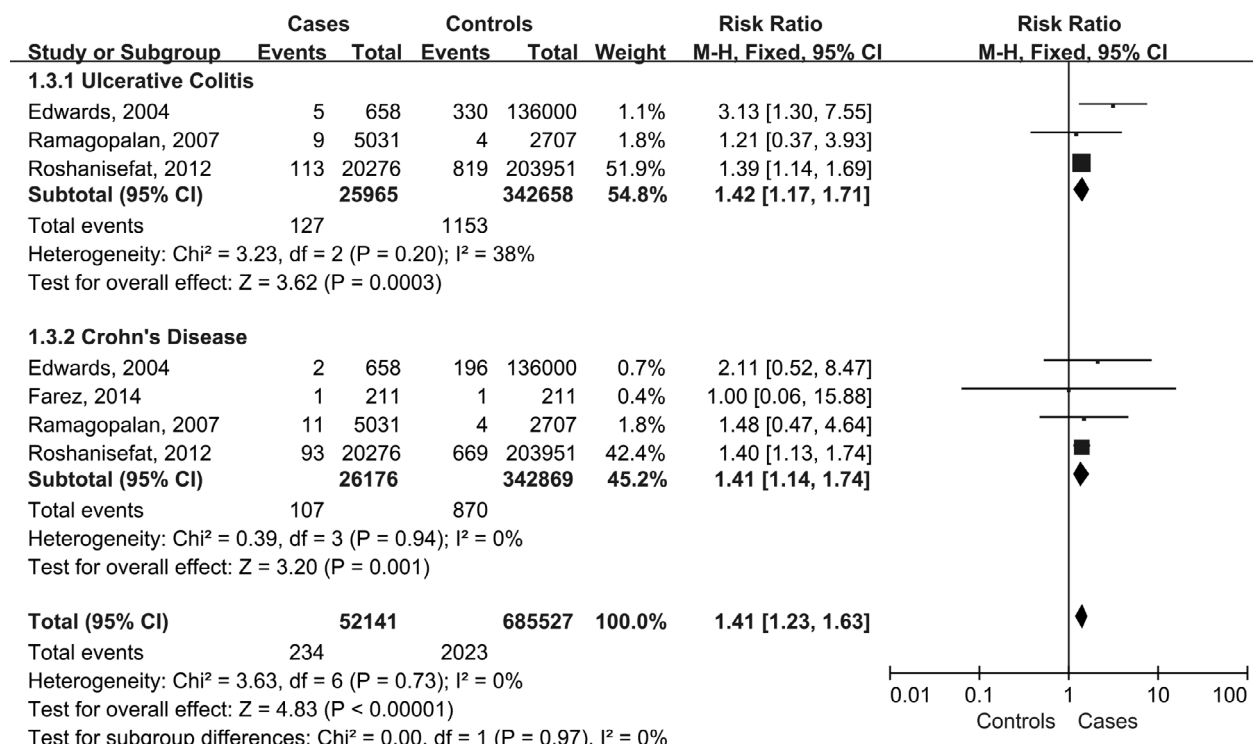 Cases Controls Risk Ratio Risk Ratio
Study or Subgroup Events Total Events Total Weight M-H, Fixed, 95% CI M-H, Fixed, 95% CI
1.3.1 Ulcerative Colitis
Edwards, 2004 5 658 330 136000 1.1% 3.13 [1.30, 7.55]
Ramagopalan, 2007 9 5031 4 2707 1.8% 1.21 [0.37, 3.93]
Roshanisefat, 2012 113 20276 819 203951 51.9% 1.39 [1.14, 1.69]
Subtotal (95% CI) 25965 342658 54.8% 1.42 [1.17, 1.71]
Total events 127 1153
Heterogeneity: Chi² = 3.23, df = 2 (P = 0.20); I² = 38%
Test for overall effect: Z = 3.62 (P = 0.0003)
1.3.2 Crohn's Disease
Edwards, 2004 2 658 196 136000 0.7% 2.11 [0.52, 8.47]
Farez, 2014 1 211 1 211 0.4% 1.00 [0.06, 15.88]
Ramagopalan, 2007 11 5031 4 2707 1.8% 1.48 [0.47, 4.64]
Roshanisefat, 2012 93 20276 669 203951 42.4% 1.40 [1.13, 1.74]
Subtotal (95% CI) 26176 342869 45.2% 1.41 [1.14, 1.74]
Total events 107 870
Heterogeneity: Chi² = 0.39, df = 3 (P = 0.94); I² = 0%
Test for overall effect: Z = 3.20 (P = 0.001)
Total (95% CI) 52141 685527 100.0% 1.41 [1.23, 1.63]
Total events 234 2023
Heterogeneity: Chi² = 3.63, df = 6 (P = 0.73); I² = 0%
Test for overall effect: Z = 4.83 (P < 0.00001)
Test for subgroup differences: Chi² = 0.00, df = 1 (P = 0.97), I² = 0%
0.01 0.1 1 10 100
Controls Cases